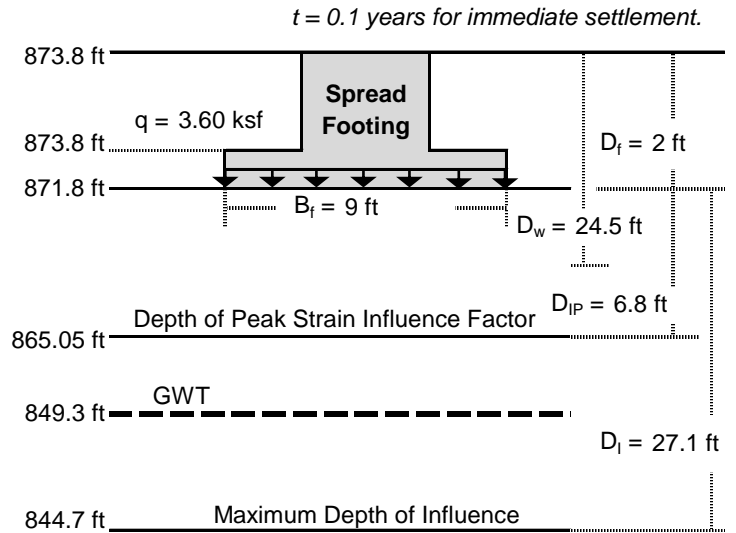 t = 0.1 years for immediate settlement.
873.8 ft
Spread
Footing
q = 3.60 ksf
873.8 ft
D_f = 2 ft
871.8 ft
B_f = 9 ft
D_w = 24.5 ft
Depth of Peak Strain Influence Factor
D_IP = 6.8 ft
865.05 ft
GWT
849.3 ft
D_I = 27.1 ft
Maximum Depth of Influence
844.7 ft